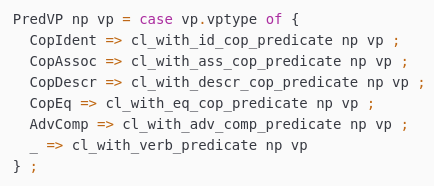 PredVP np vp = case vp.vptype of {
  CopIdent => cl_with_id_cop_predicate np vp ;
  CopAssoc => cl_with_ass_cop_predicate np vp ;
  CopDescr => cl_with_descr_cop_predicate np vp ;
  CopEq => cl_with_eq_cop_predicate np vp ;
  AdvComp => cl_with_adv_comp_predicate np vp ;
  _ => cl_with_verb_predicate np vp
} ;